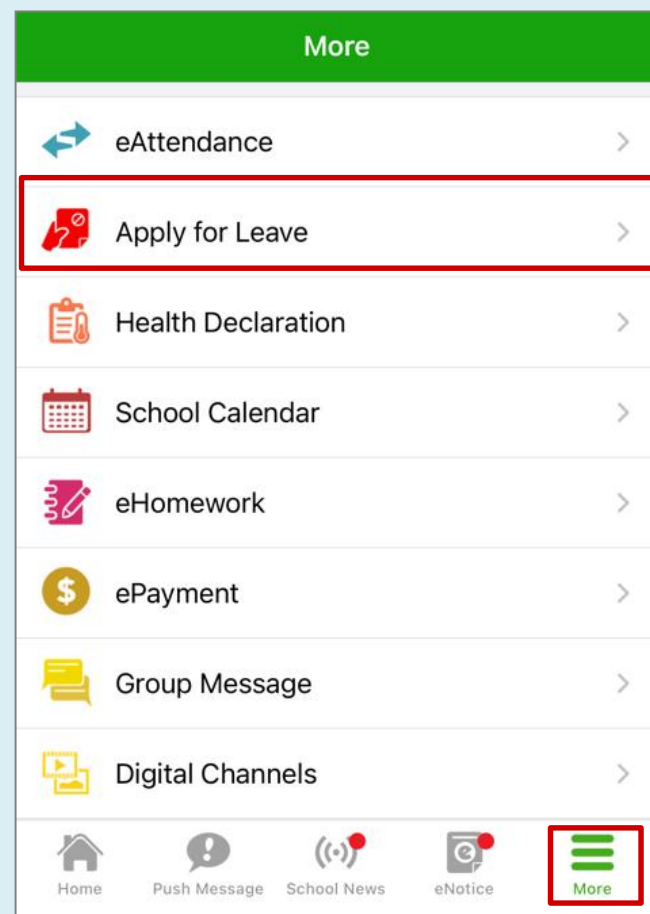 More
eAttendance
Apply for Leave
Health Declaration
School Calendar
eHomework
$
ePayment
Group Message
Digital Channels
Home
Push Message
School News
eNotice
More